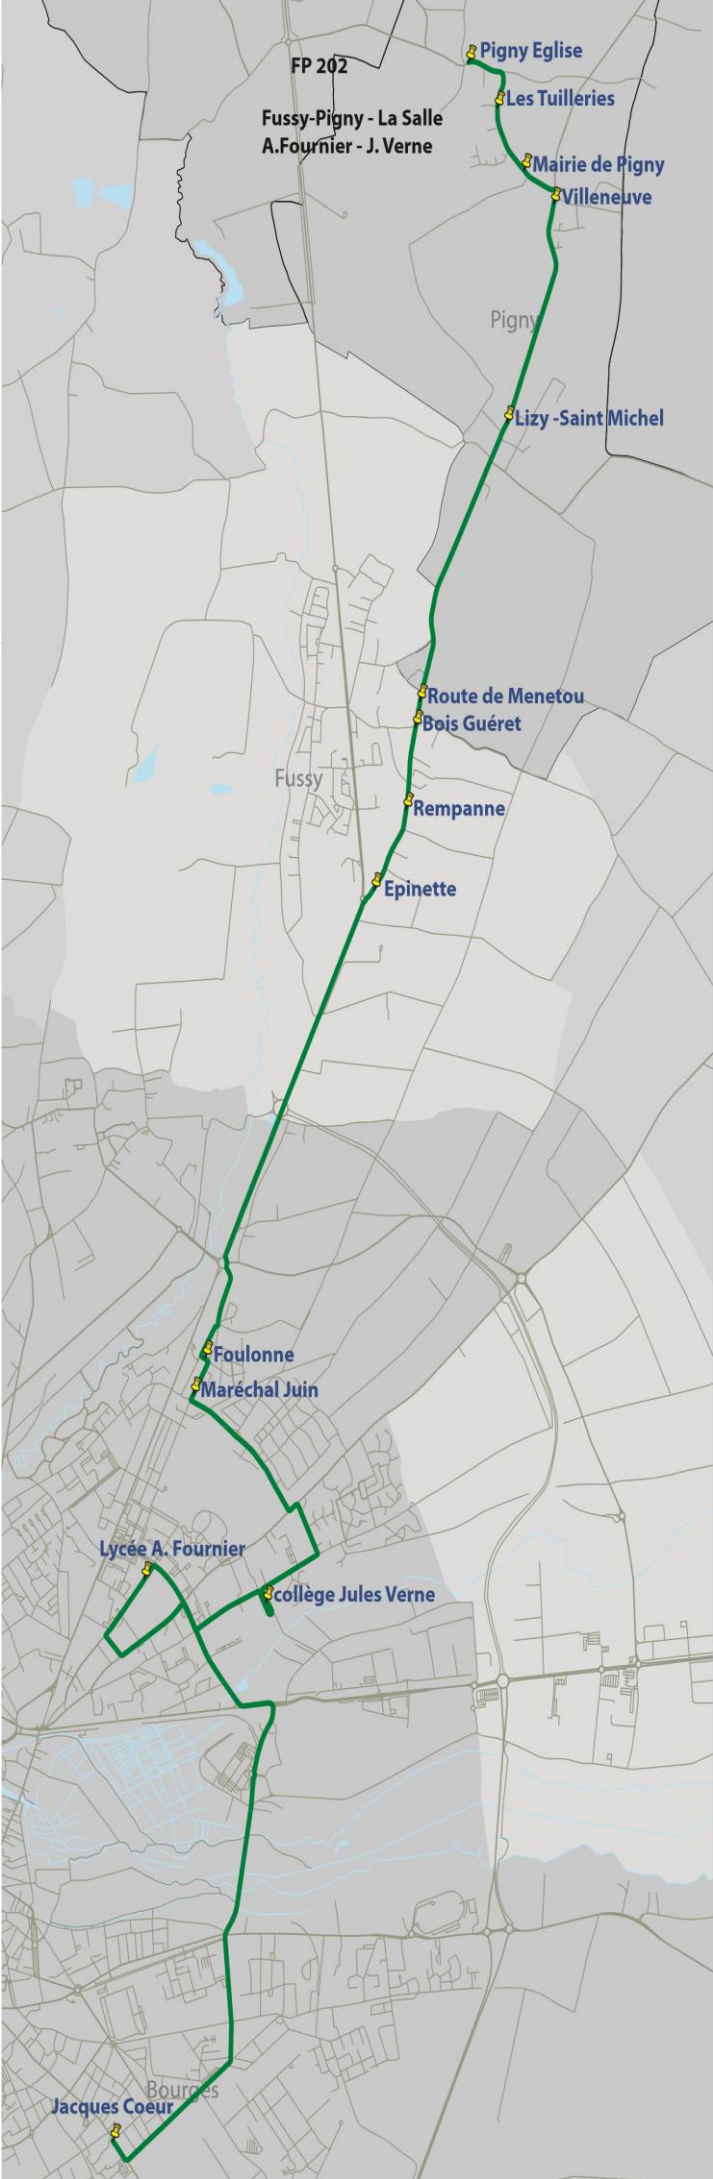 Pigny Eglise
FP 202
Les Tuilleries
Fussy-Pigny - La Salle
A.Fournier - J. Verne
Mairie de Pigny
Villeneuve
Pigny
Lizy -Saint Michel
Route de Menetou
Bois Guéret
Fussy
Rempanne
Epinette
Foulonne
Maréchal Juin
Lycée A. Fournier
collège Jules Verne
Bourges
Jacques Coeur